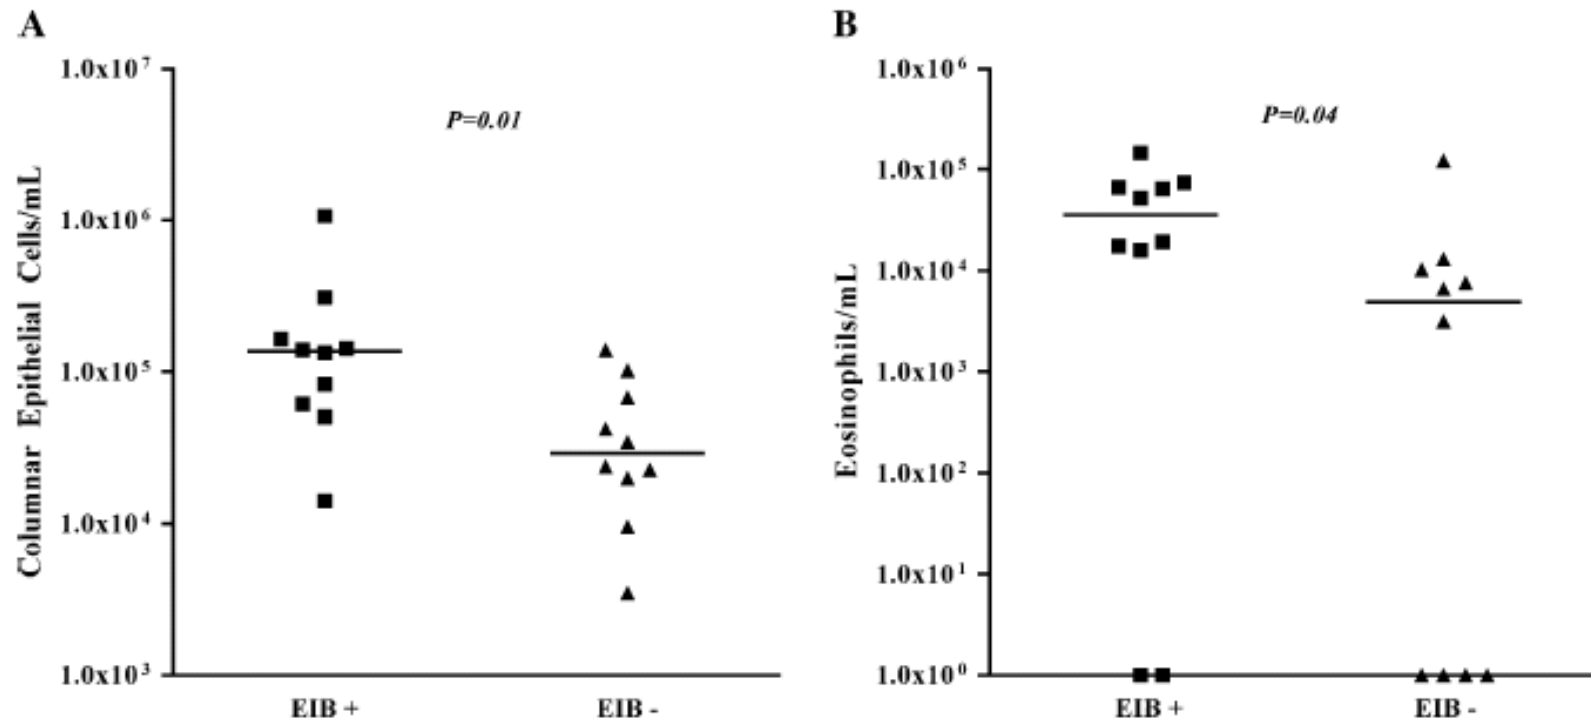 A
Columnar Epithelial Cells/mL
1.0x10⁷
1.0x10⁶
1.0x10⁵
1.0x10⁴
1.0x10³
P=0.01
EIB +
EIB -
B
Eosinophils/mL
1.0x10⁶
1.0x10⁵
1.0x10⁴
1.0x10³
1.0x10²
1.0x10¹
1.0x10⁰
P=0.04
EIB +
EIB -